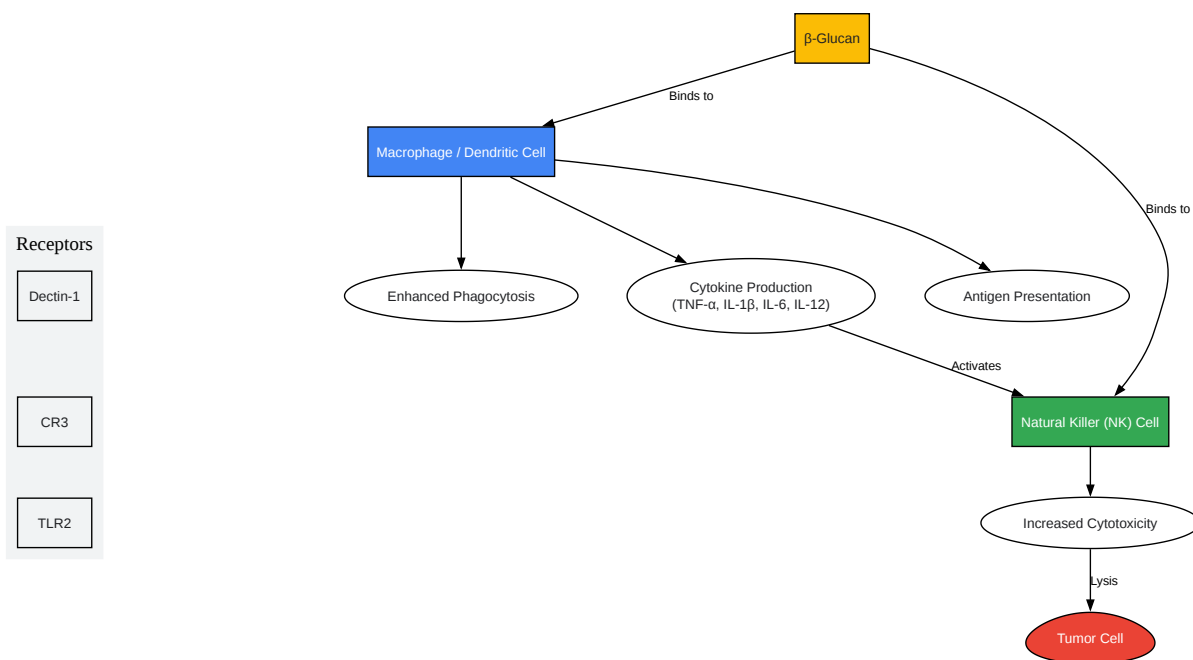 β-Glucan
Binds to
Macrophage / Dendritic Cell
Binds to
Receptors
Dectin-1
Enhanced Phagocytosis
Cytokine Production
(TNF-α, IL-1β, IL-6, IL-12)
Antigen Presentation
Activates
CR3
Natural Killer (NK) Cell
TLR2
Increased Cytotoxicity
Lysis
Tumor Cell